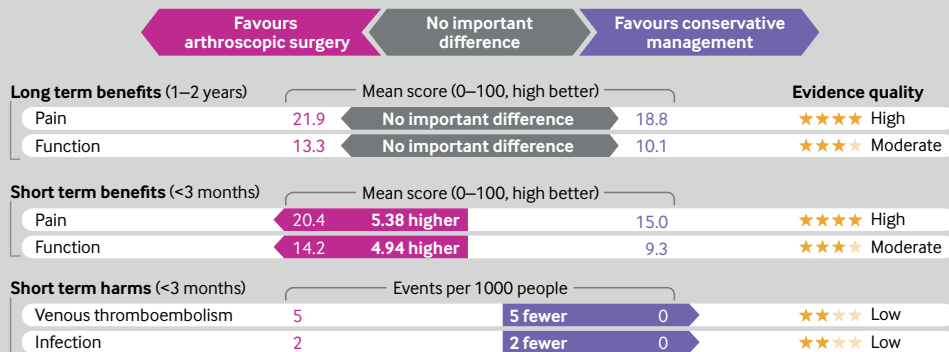 Favours arthroscopic surgery
No important difference
Favours conservative management
Long term benefits (1–2 years) Mean score (0–100, high better) Evidence quality
Pain 21.9 No important difference 18.8 High
Function 13.3 No important difference 10.1 Moderate
Short term benefits (<3 months) Mean score (0–100, high better)
Pain 20.4 5.38 higher 15.0 High
Function 14.2 4.94 higher 9.3 Moderate
Short term harms (<3 months) Events per 1000 people
Venous thromboembolism 5 5 fewer 0 Low
Infection 2 2 fewer 0 Low